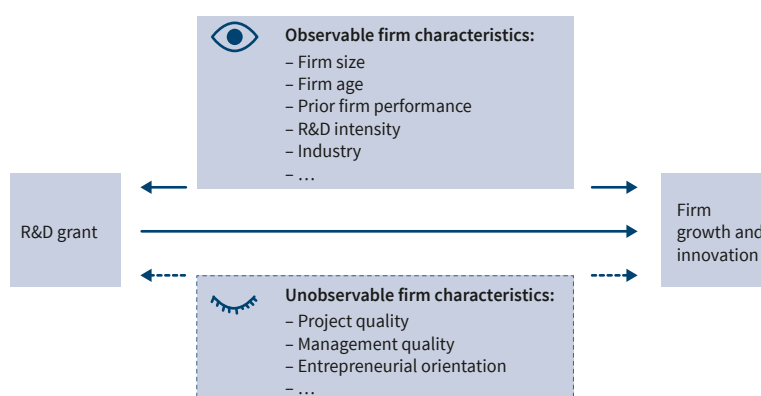 Observable firm characteristics:
– Firm size
– Firm age
– Prior firm performance
– R&D intensity
– Industry
– …
R&D grant
Firm
growth and
innovation
Unobservable firm characteristics:
– Project quality
– Management quality
– Entrepreneurial orientation
– …